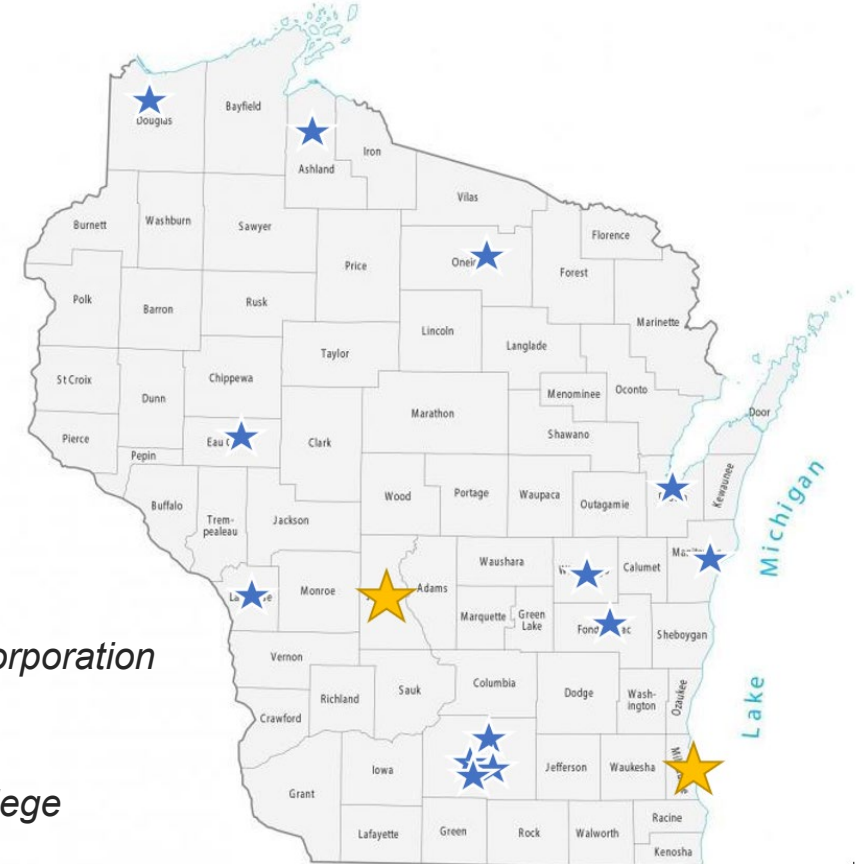 Bayfield
Douglas
Iron
Ashland
Vilas
Burnett
Washburn
Sawyer
Florence
Price
Forest
Polk
Barron
Rusk
Lincoln
Langlade
Marinette
Taylor
St Croix
Dunn
Chippewa
Menominee
Oconto
Marathon
Door
Pierce
Eau
Clark
Shawano
Pepin
Kewaunee
Buffalo
Wood
Portage
Waupaca
Outagamie
Trem-
pealeau
Jackson
Michigan
Waushara
Calumet
Monroe
Adams
Marquette
Green
Lake
Sheboygan
orporation
Vernon
Richland
Sauk
Columbia
Dodge
Wash-
ington
Ozaukee
Crawford
Lake
Iowa
Jefferson
Waukesha
Grant
ege
Lafayette
Green
Rock
Walworth
Racine
Kenosha